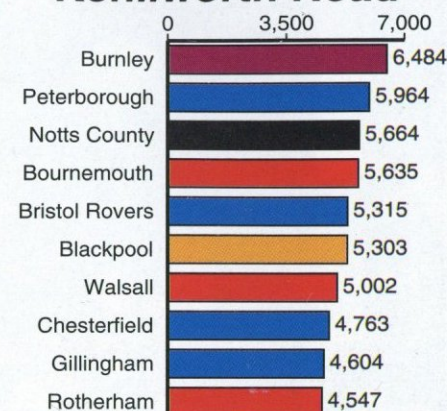 0 3,500 7,000
Burnley 6,484
Peterborough 5,964
Notts County 5,664
Bournemouth 5,635
Bristol Rovers 5,315
Blackpool 5,303
Walsall 5,002
Chesterfield 4,763
Gillingham 4,604
Rotherham 4,547